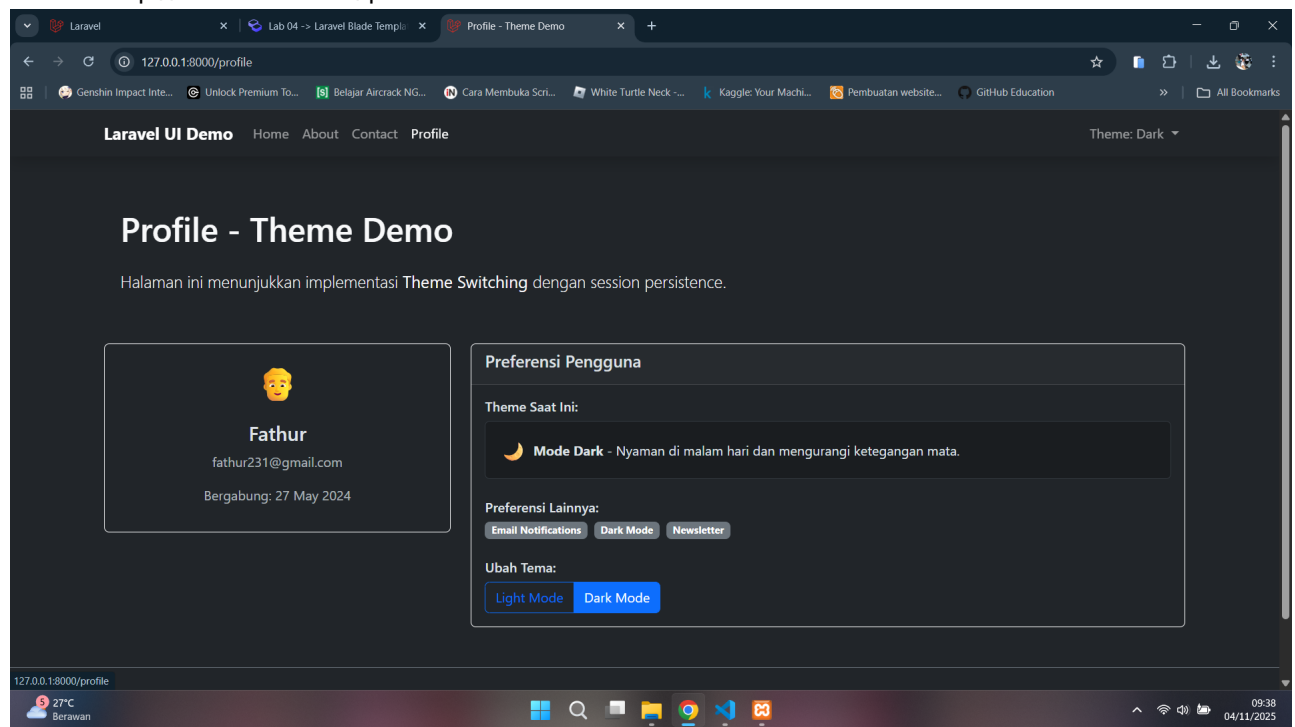 Laravel
Lab 04 -> Laravel Blade Templa
Profile - Theme Demo
127.0.0.1:8000/profile
Genshin Impact Inte...
Unlock Premium To...
Belajar Aircrack NG...
Cara Membuka Scri...
White Turtle Neck -...
Kaggle: Your Machi...
Pembuatan website...
GitHub Education
All Bookmarks
Laravel UI Demo Home About Contact Profile
Theme: Dark
Profile - Theme Demo
Halaman ini menunjukkan implementasi Theme Switching dengan session persistence.
Fathur
fathur231@gmail.com
Bergabung: 27 May 2024
Preferensi Pengguna
Theme Saat Ini:
Mode Dark - Nyaman di malam hari dan mengurangi ketegangan mata.
Preferensi Lainnya:
Email Notifications Dark Mode Newsletter
Ubah Tema:
Light Mode Dark Mode
127.0.0.1:8000/profile
5
27°C
Berawan
09:38
04/11/2025